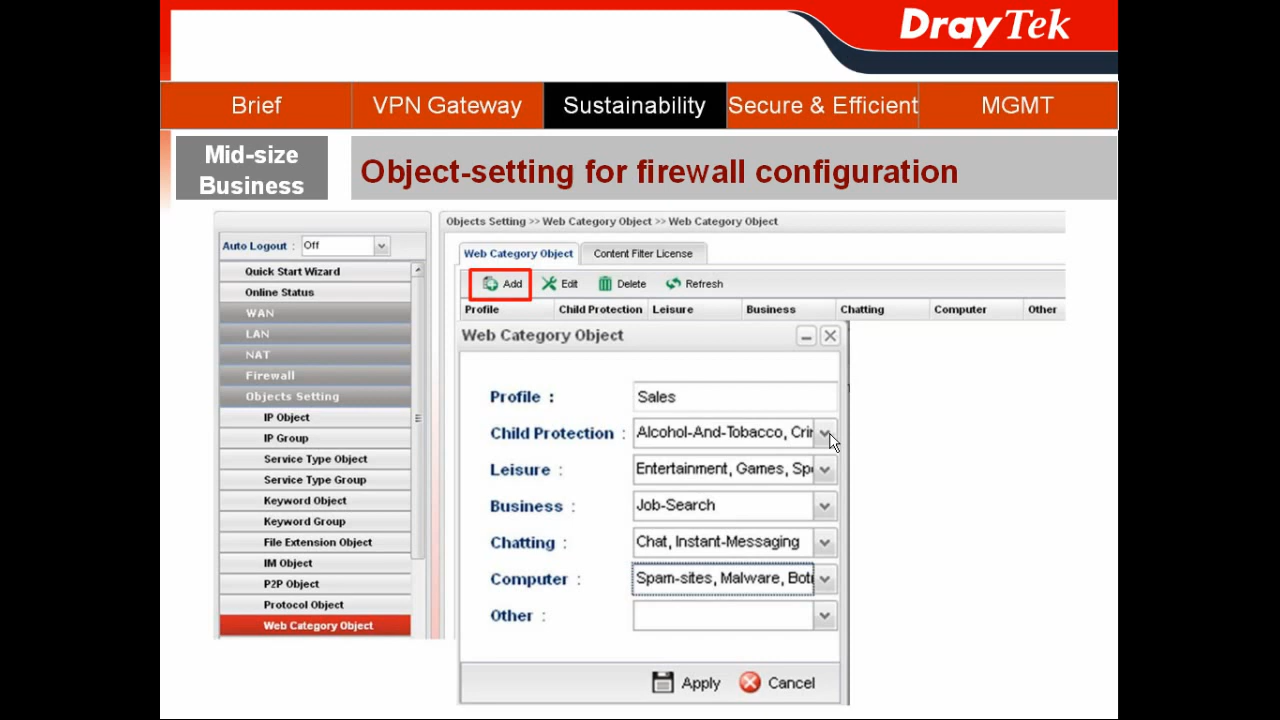 DrayTek
Brief VPN Gateway Sustainability Secure & Efficient MGMT
Mid-size
Business
Object-setting for firewall configuration
Objects Setting >> Web Category Object >> Web Category Object
Auto Logout : Off
Web Category Object Content Filter License
Quick Start Wizard
Add Edit Delete Refresh
Online Status
Profile Child Protection Leisure Business Chatting Computer Other
WAN
LAN
NAT
Firewall
Objects Setting
IP Object
IP Group
Service Type Object
Service Type Group
Keyword Object
Keyword Group
File Extension Object
IM Object
P2P Object
Protocol Object
Web Category Object
Web Category Object
Profile : Sales
Child Protection : Alcohol-And-Tobacco, Crir
Leisure : Entertainment, Games, Sp
Business : Job-Search
Chatting : Chat, Instant-Messaging
Computer : Spam-sites, Malware, Bot
Other :
Apply Cancel